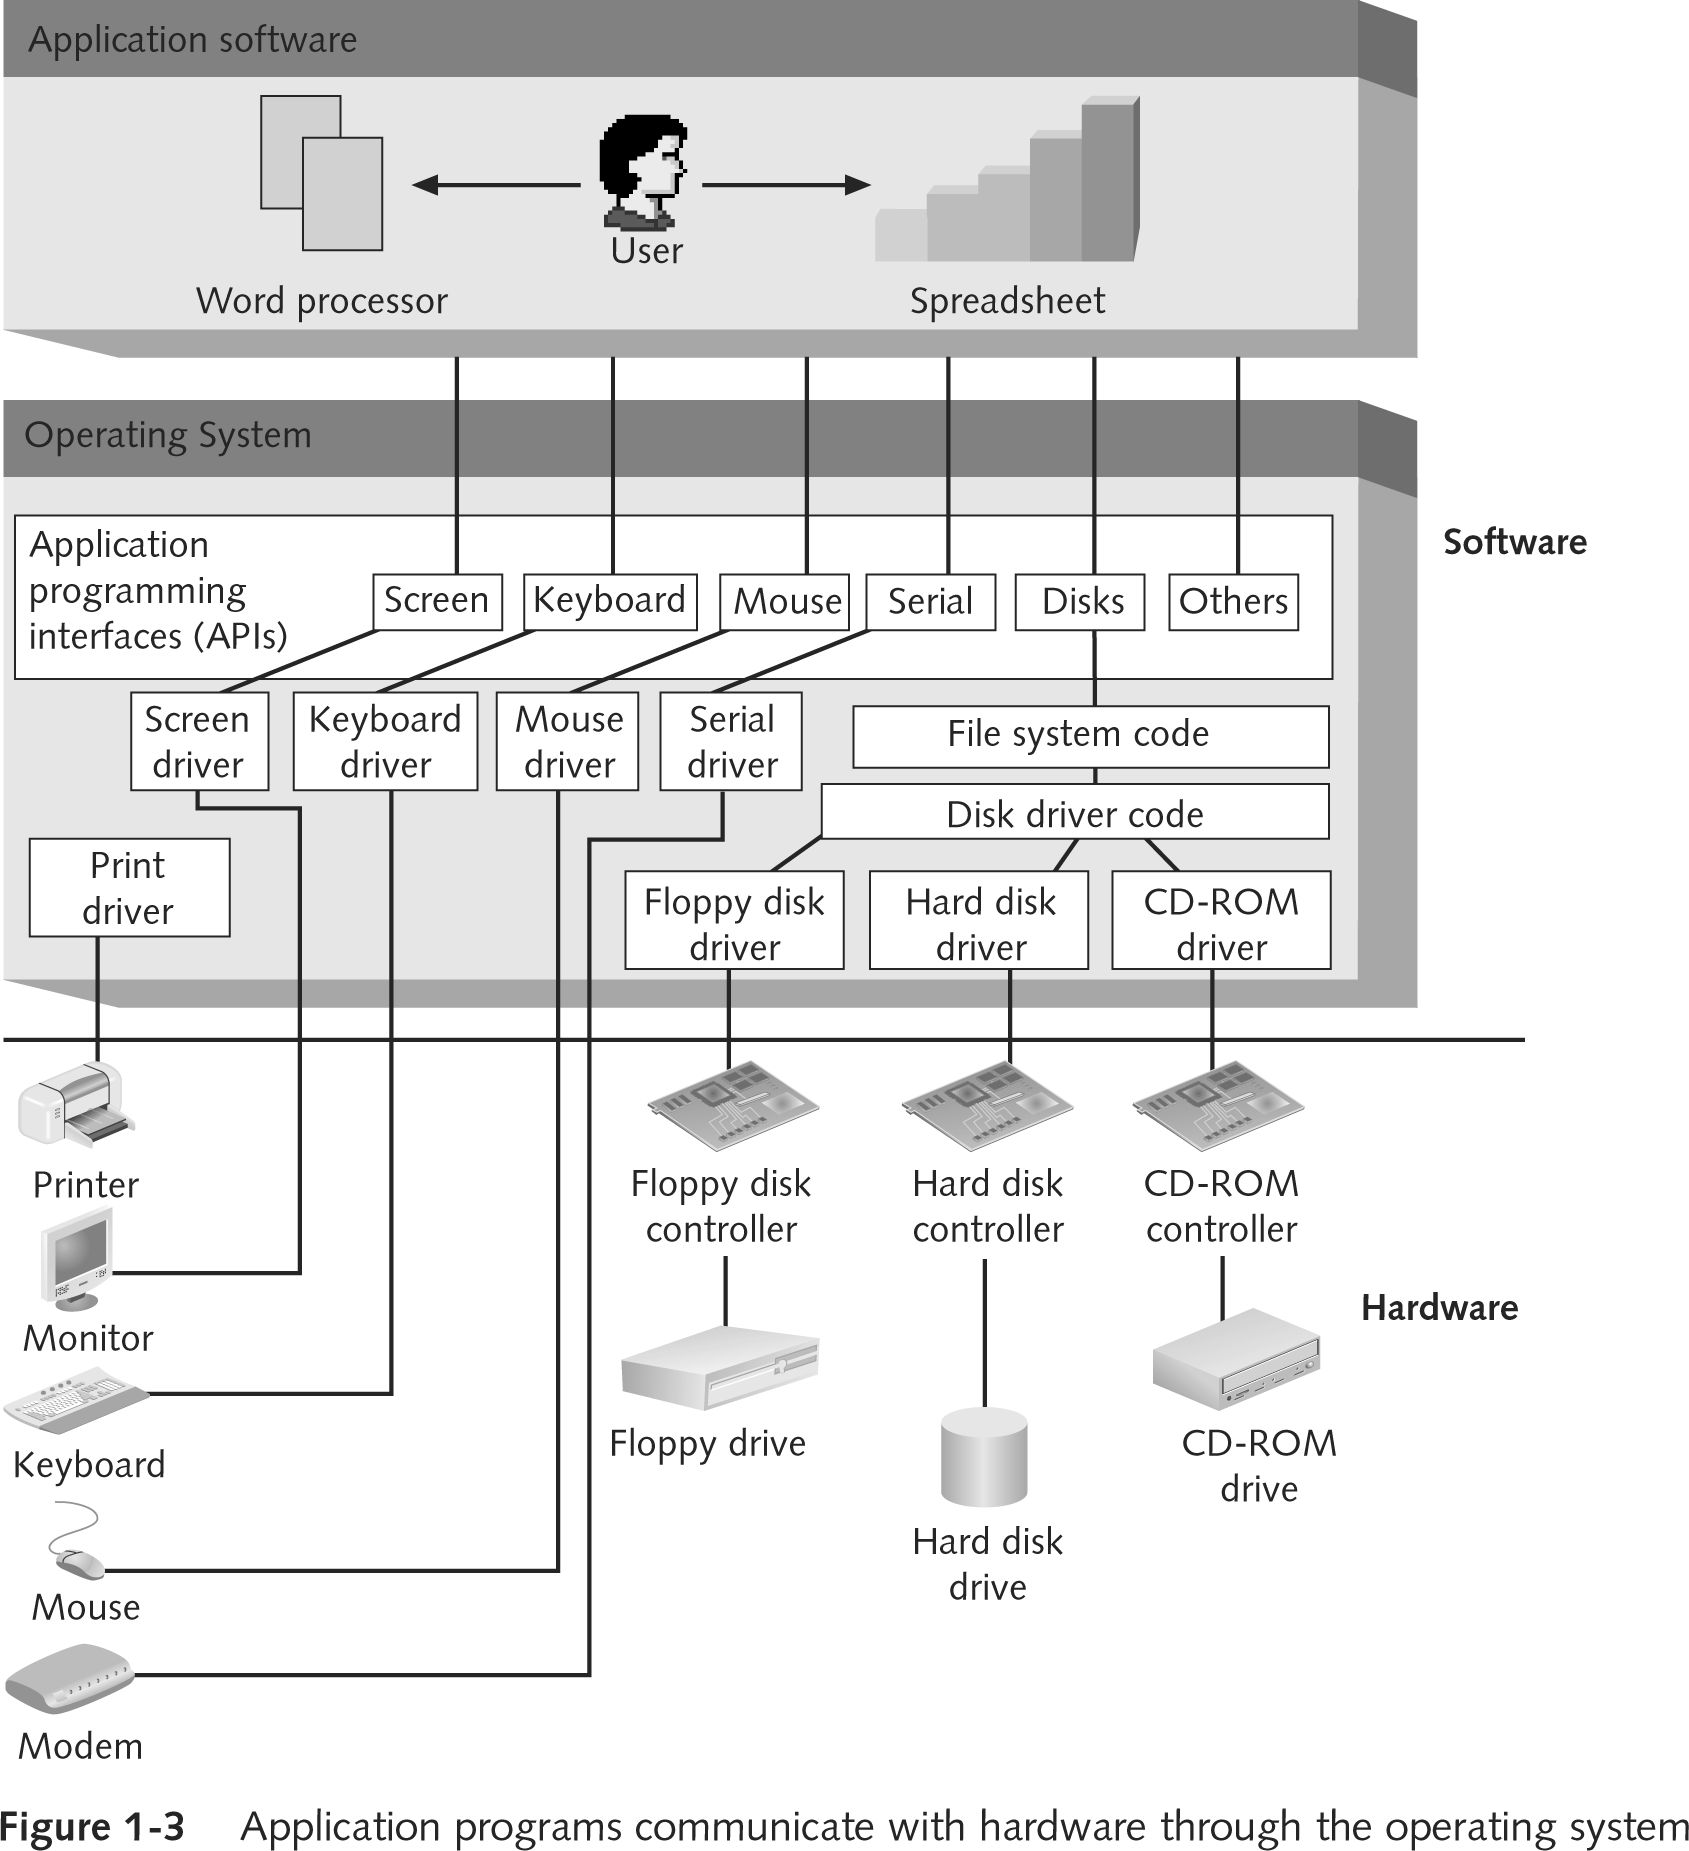 Application software
User
Word processor
Spreadsheet
Operating System
Software
Application
programming
interfaces (APIs)
Screen
Keyboard
Mouse
Serial
Disks
Others
Screen
driver
Keyboard
driver
Mouse
driver
Serial
driver
File system code
Disk driver code
Print
driver
Floppy disk
driver
Hard disk
driver
CD-ROM
driver
Printer
Floppy disk
controller
Hard disk
controller
CD-ROM
controller
Hardware
Monitor
Keyboard
Floppy drive
CD-ROM
drive
Hard disk
drive
Mouse
Modem
Figure 1-3 Application programs communicate with hardware through the operating system